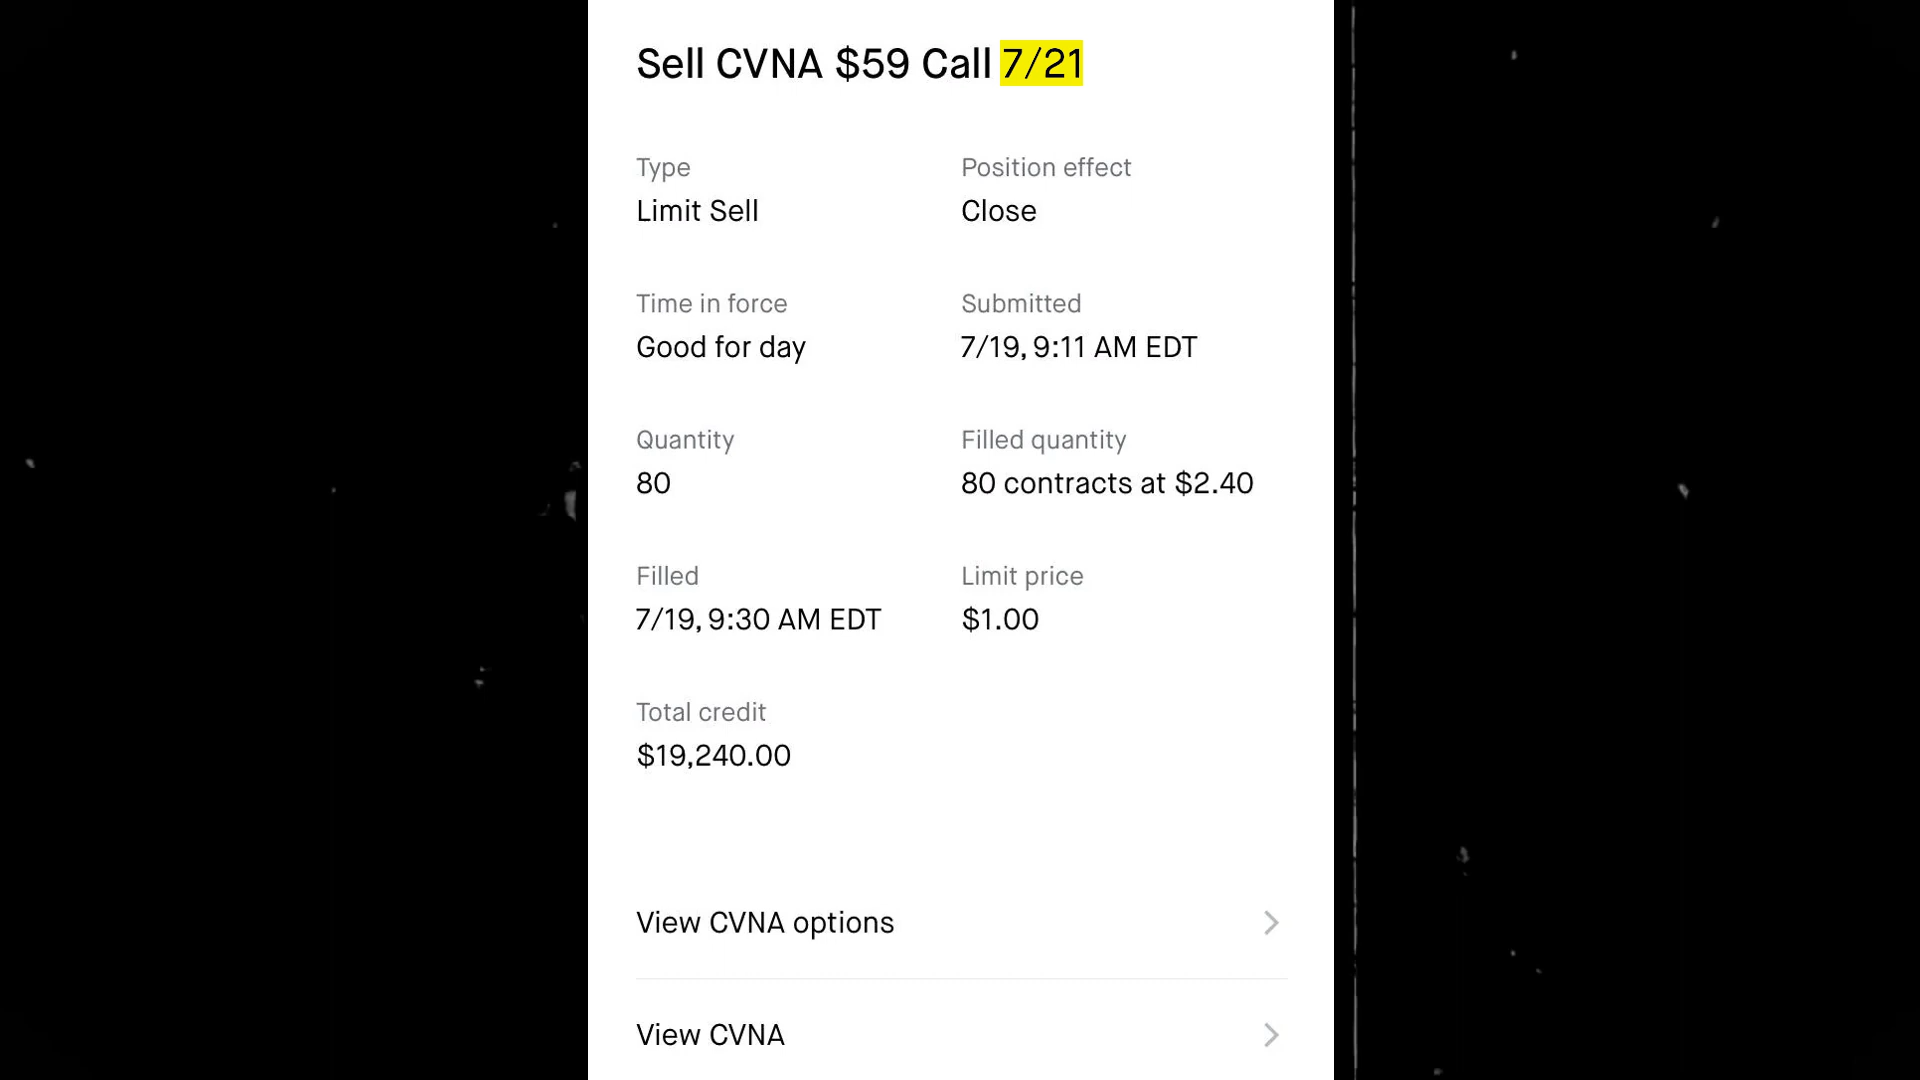 Sell CVNA $59 Call 7/21
Type
Position effect
Limit Sell
Close
Time in force
Submitted
Good for day
7/19, 9:11 AM EDT
Quantity
Filled quantity
80
80 contracts at $2.40
Filled
Limit price
7/19, 9:30 AM EDT
$1.00
Total credit
$19,240.00
View CVNA options
View CVNA